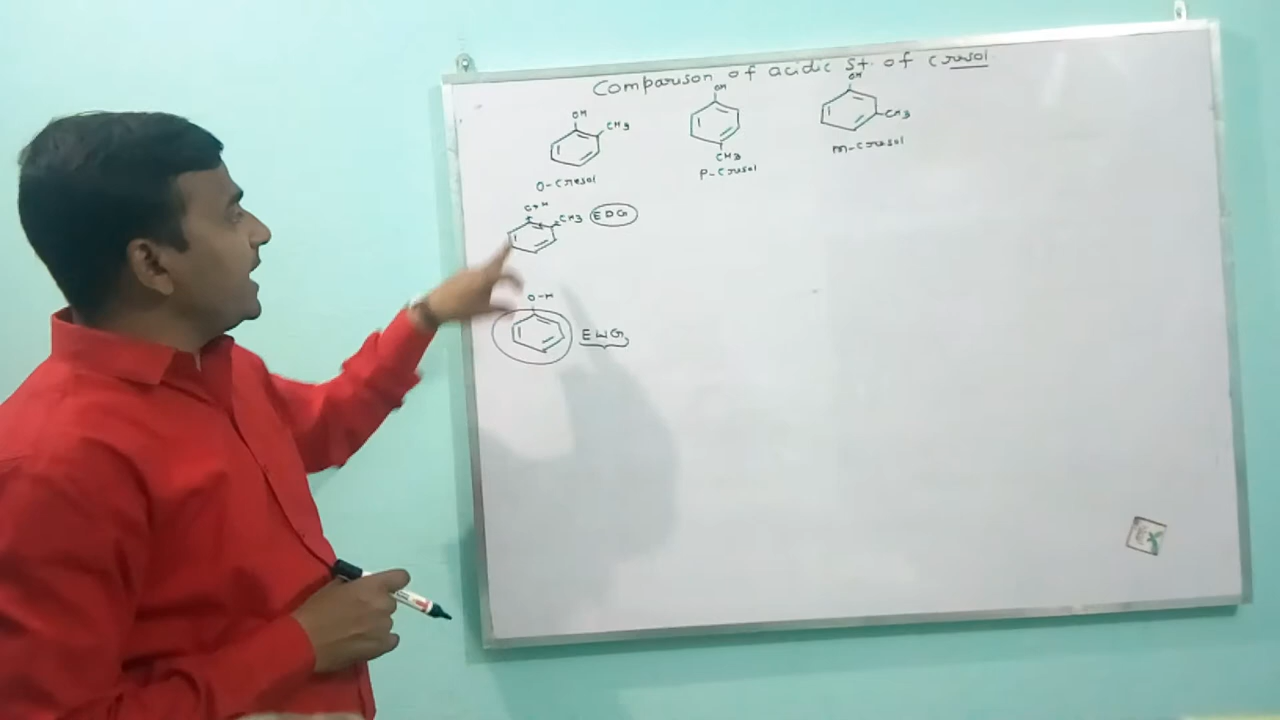 Comparison of acidic St. of cresol
OH
CH3
o-cresol
OH
CH3
p-cresol
OH
CH3
m-cresol
CH3 EDG
O-H
EWG